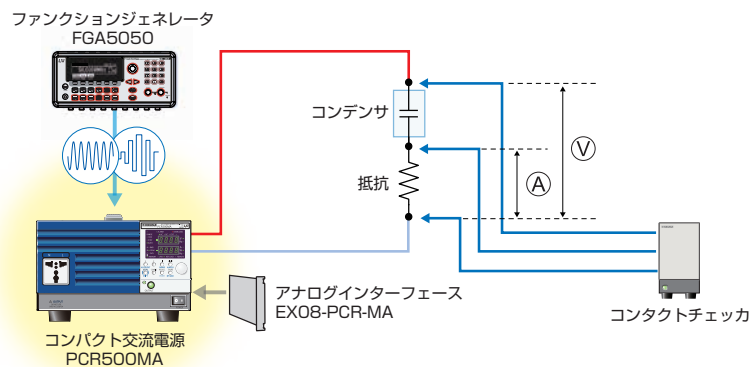 ファンクションジェネレータ
FGA5050
コンデンサ
V
抵抗
A
アナログインターフェース
EX08-PCR-MA
コンタクトチェッカ
コンパクト交流電源
PCR500MA